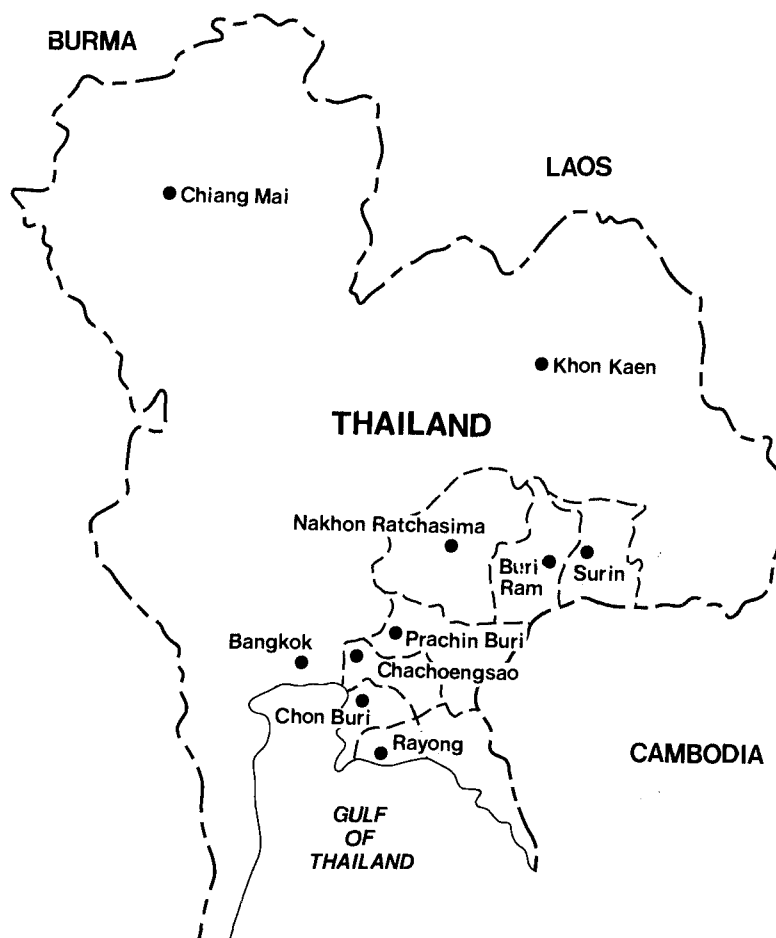 BURMA
LAOS
Chiang Mai
Khon Kaen
THAILAND
Nakhon Ratchasima
Buri
Ram
Surin
Bangkok
Prachin Buri
Chachoengsao
Chon Buri
Rayong
CAMBODIA
GULF
OF
THAILAND